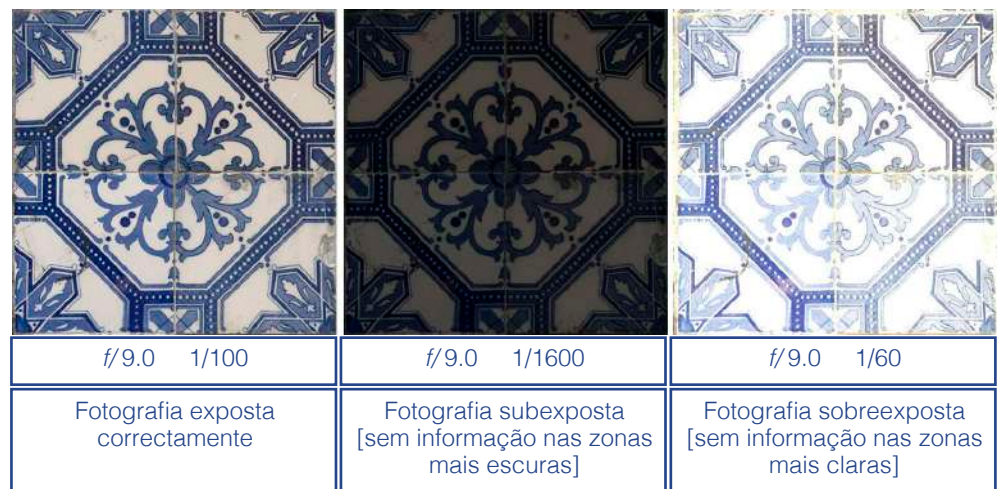 f/9.0 1/100
f/9.0 1/1600
f/9.0 1/60
Fotografia exposta
correctamente
Fotografia subexposta
[sem informação nas zonas
mais escuras]
Fotografia sobreexposta
[sem informação nas zonas
mais claras]